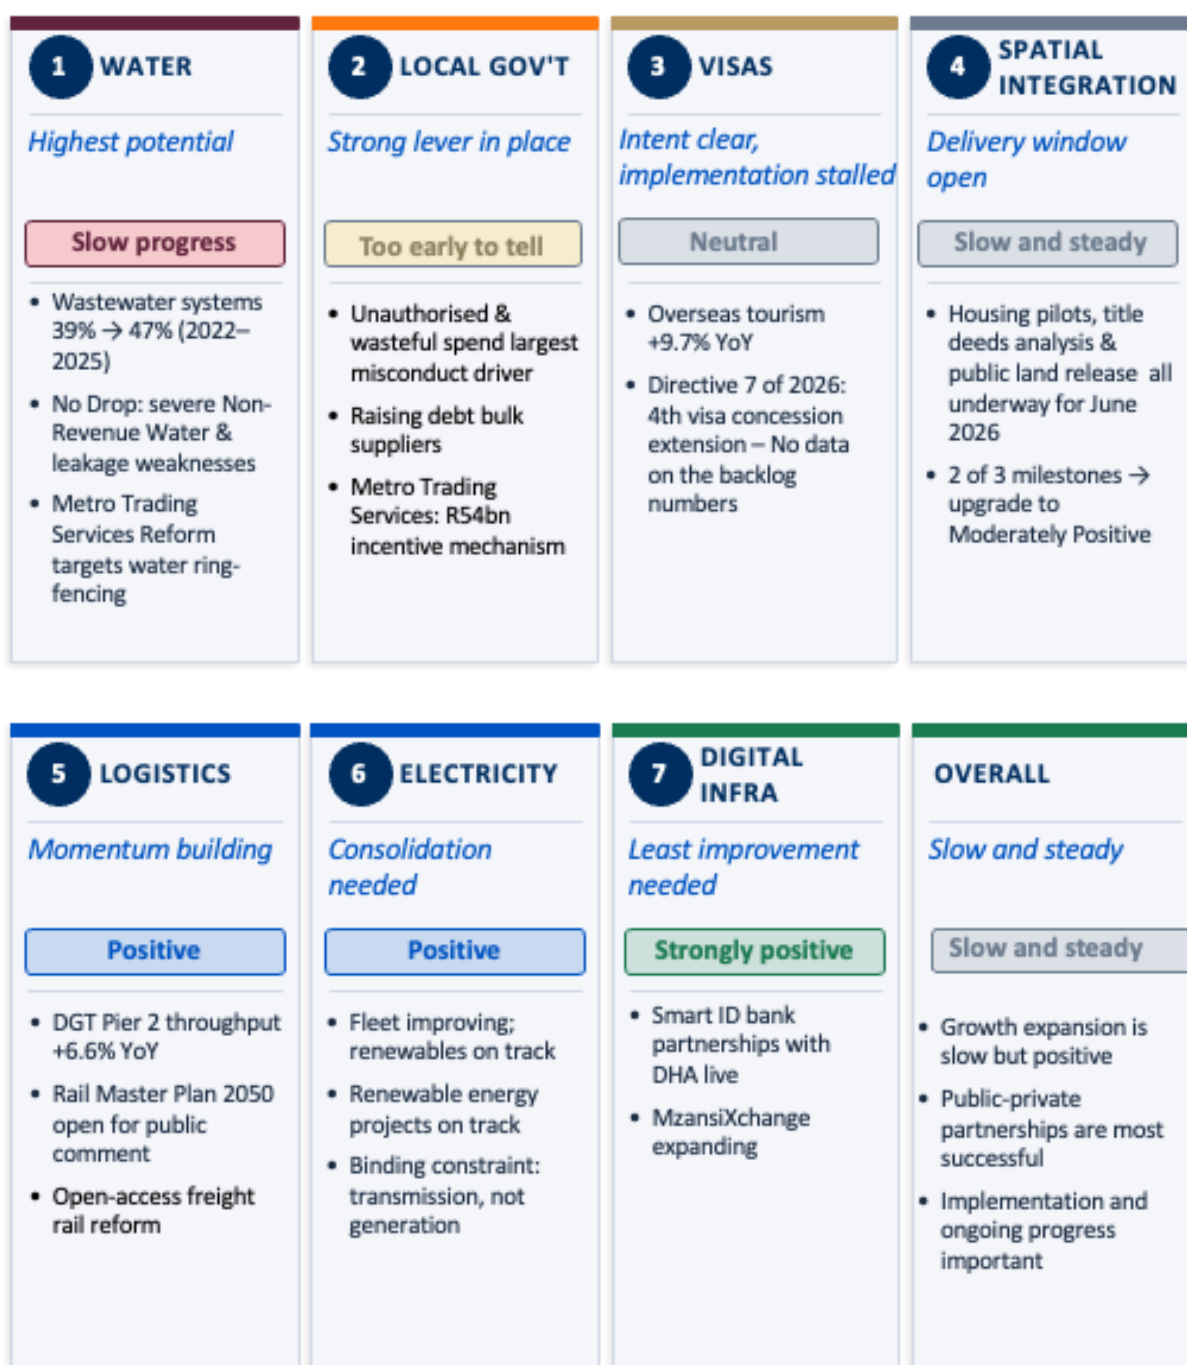 1 WATER
Highest potential
Slow progress
• Wastewater systems
39% → 47% (2022–
2025)
• No Drop: severe Non-
Revenue Water &
leakage weaknesses
• Metro Trading
Services Reform
targets water ring-
fencing
2 LOCAL GOV'T
Strong lever in place
Too early to tell
• Unauthorised &
wasteful spend largest
misconduct driver
• Raising debt bulk
suppliers
• Metro Trading
Services: R54bn
incentive mechanism
3 VISAS
Intent clear,
implementation stalled
Neutral
• Overseas tourism
+9.7% YoY
• Directive 7 of 2026:
4th visa concession
extension – No data
on the backlog
numbers
4 SPATIAL
INTEGRATION
Delivery window
open
Slow and steady
• Housing pilots, title
deeds analysis &
public land release all
underway for June
2026
• 2 of 3 milestones →
upgrade to
Moderately Positive
5 LOGISTICS
Momentum building
Positive
• DGT Pier 2 throughput
+6.6% YoY
• Rail Master Plan 2050
open for public
comment
• Open-access freight
rail reform
6 ELECTRICITY
Consolidation
needed
Positive
• Fleet improving;
renewables on track
• Renewable energy
projects on track
• Binding constraint:
transmission, not
generation
7 DIGITAL
INFRA
Least improvement
needed
Strongly positive
• Smart ID bank
partnerships with
DHA live
• MzansiXchange
expanding
OVERALL
Slow and steady
Slow and steady
• Growth expansion is
slow but positive
• Public-private
partnerships are most
successful
• Implementation and
ongoing progress
important